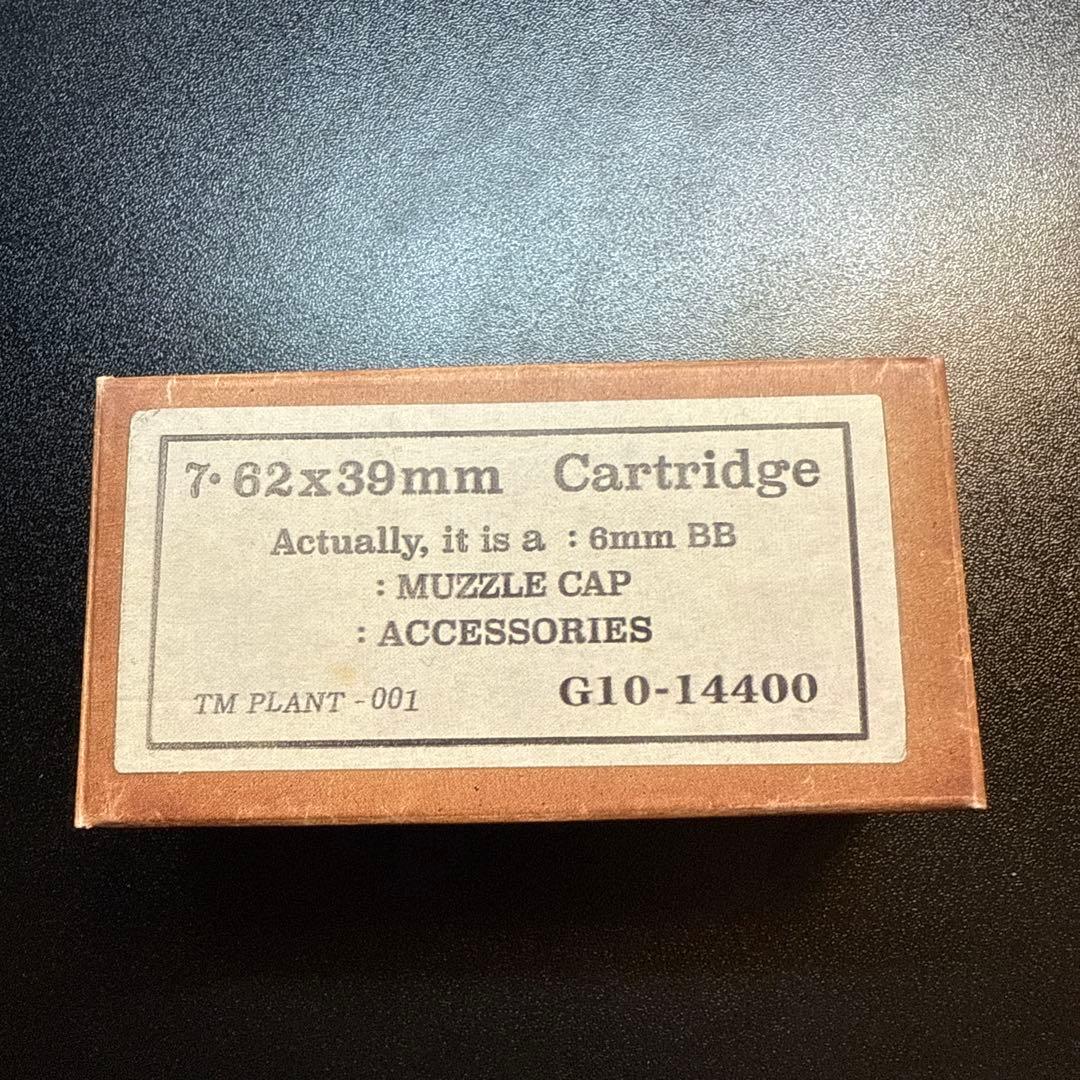 7.62x39mm Cartridge
Actually, it is a : 6mm BB
: MUZZLE CAP
: ACCESSORIES
TM PLANT - 001 G10-14400